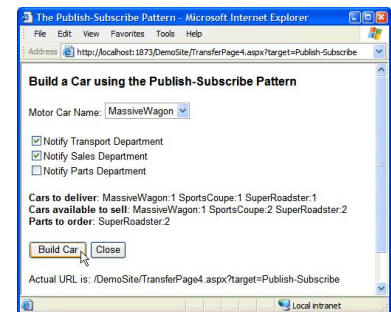 The Publish-Subscribe Pattern - Microsoft Internet Explorer
File Edit View Favorites Tools Help
Address http://localhost:1873/DemoSite/TransferPage4.aspx?target=Publish-Subscribe
Build a Car using the Publish-Subscribe Pattern
Motor Car Name: MassiveWagon
Notify Transport Department
Notify Sales Department
Notify Parts Department
Cars to deliver: MassiveWagon:1 SportsCoupe:1 SuperRoadster:1
Cars available to sell: MassiveWagon:1 SportsCoupe:2 SuperRoadster:2
Parts to order: SuperRoadster:2
Build Car Close
Actual URL is: /DemoSite/TransferPage4.aspx?target=Publish-Subscribe
Local intranet